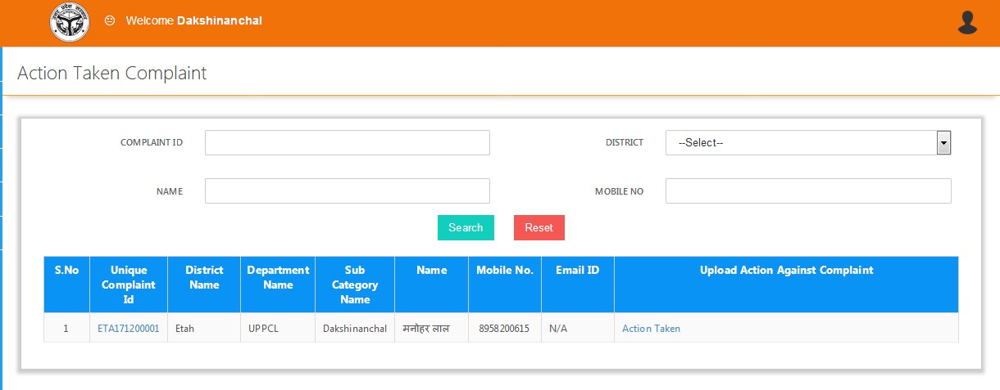 Welcome Dakshinanchal
Action Taken Complaint
COMPLAINT ID
DISTRICT --Select--
NAME
MOBILE NO
Search Reset
S.No Unique Complaint Id District Name Department Name Sub Category Name Name Mobile No. Email ID Upload Action Against Complaint
1 ETA171200001 Etah UPPCL Dakshinanchal मनोहर लाल 8958200615 N/A Action Taken